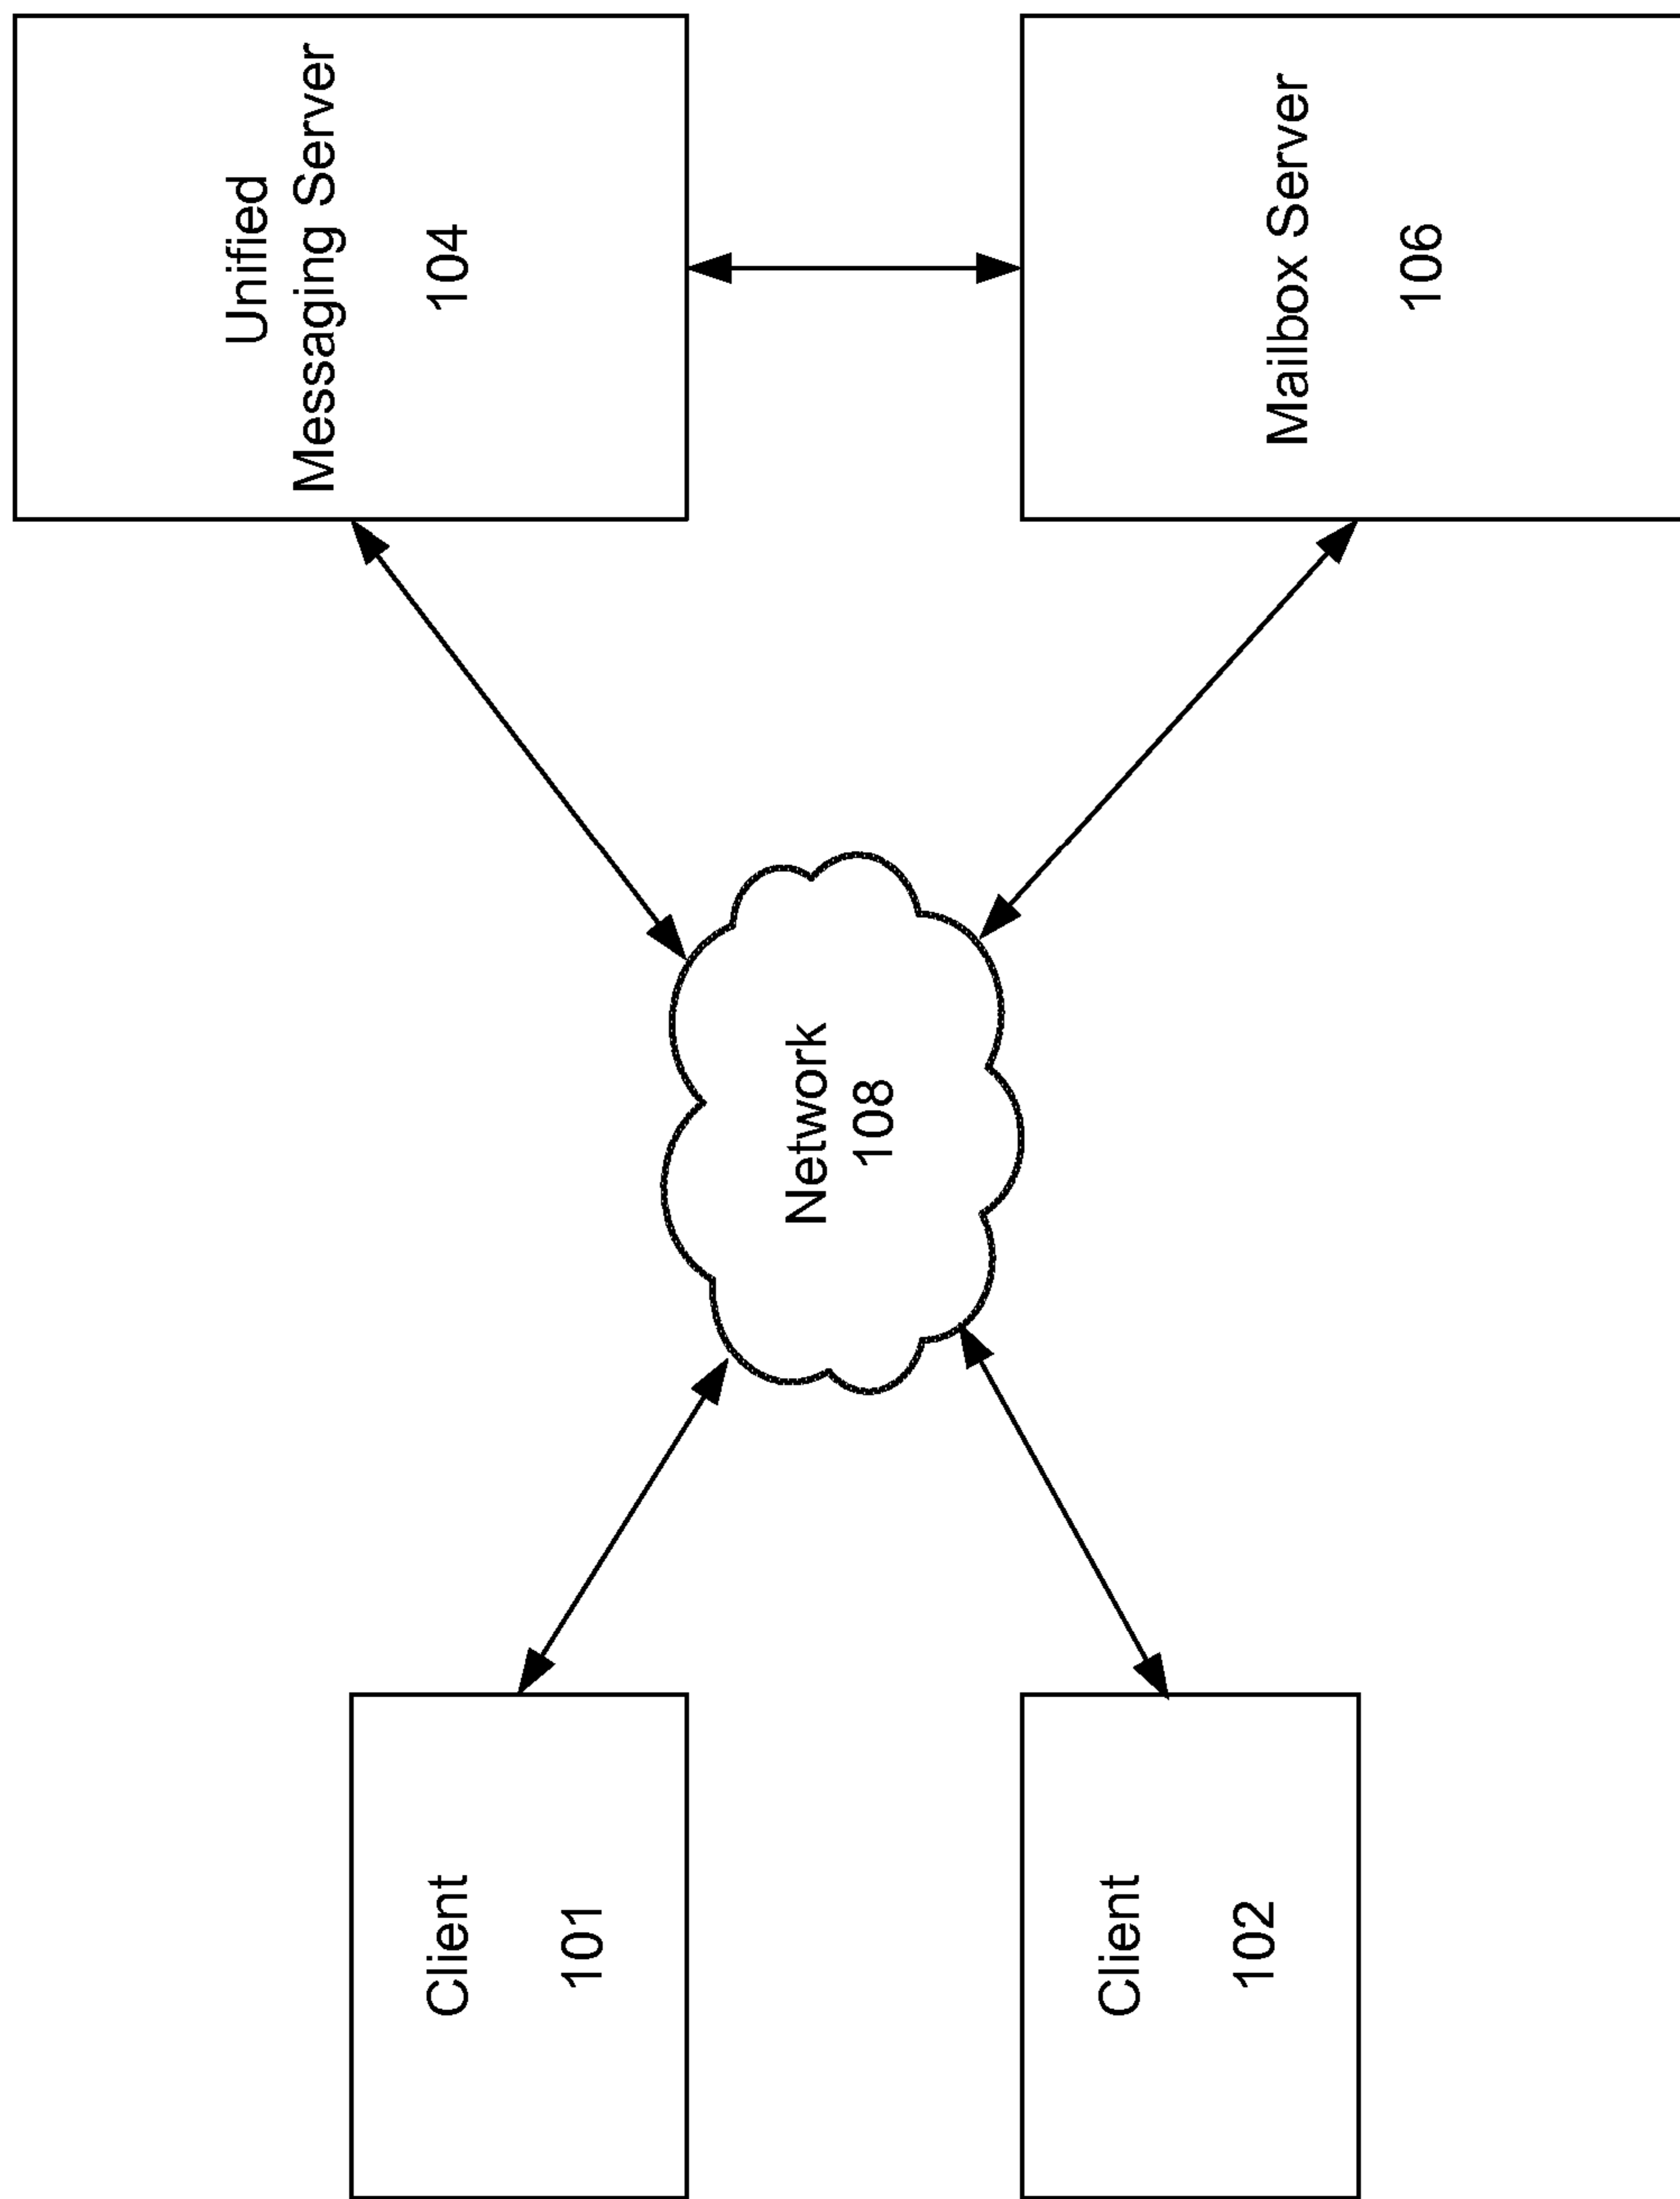 Client
101
Client
102
Network
108
Unified
Messaging Server
104
Mailbox Server
106